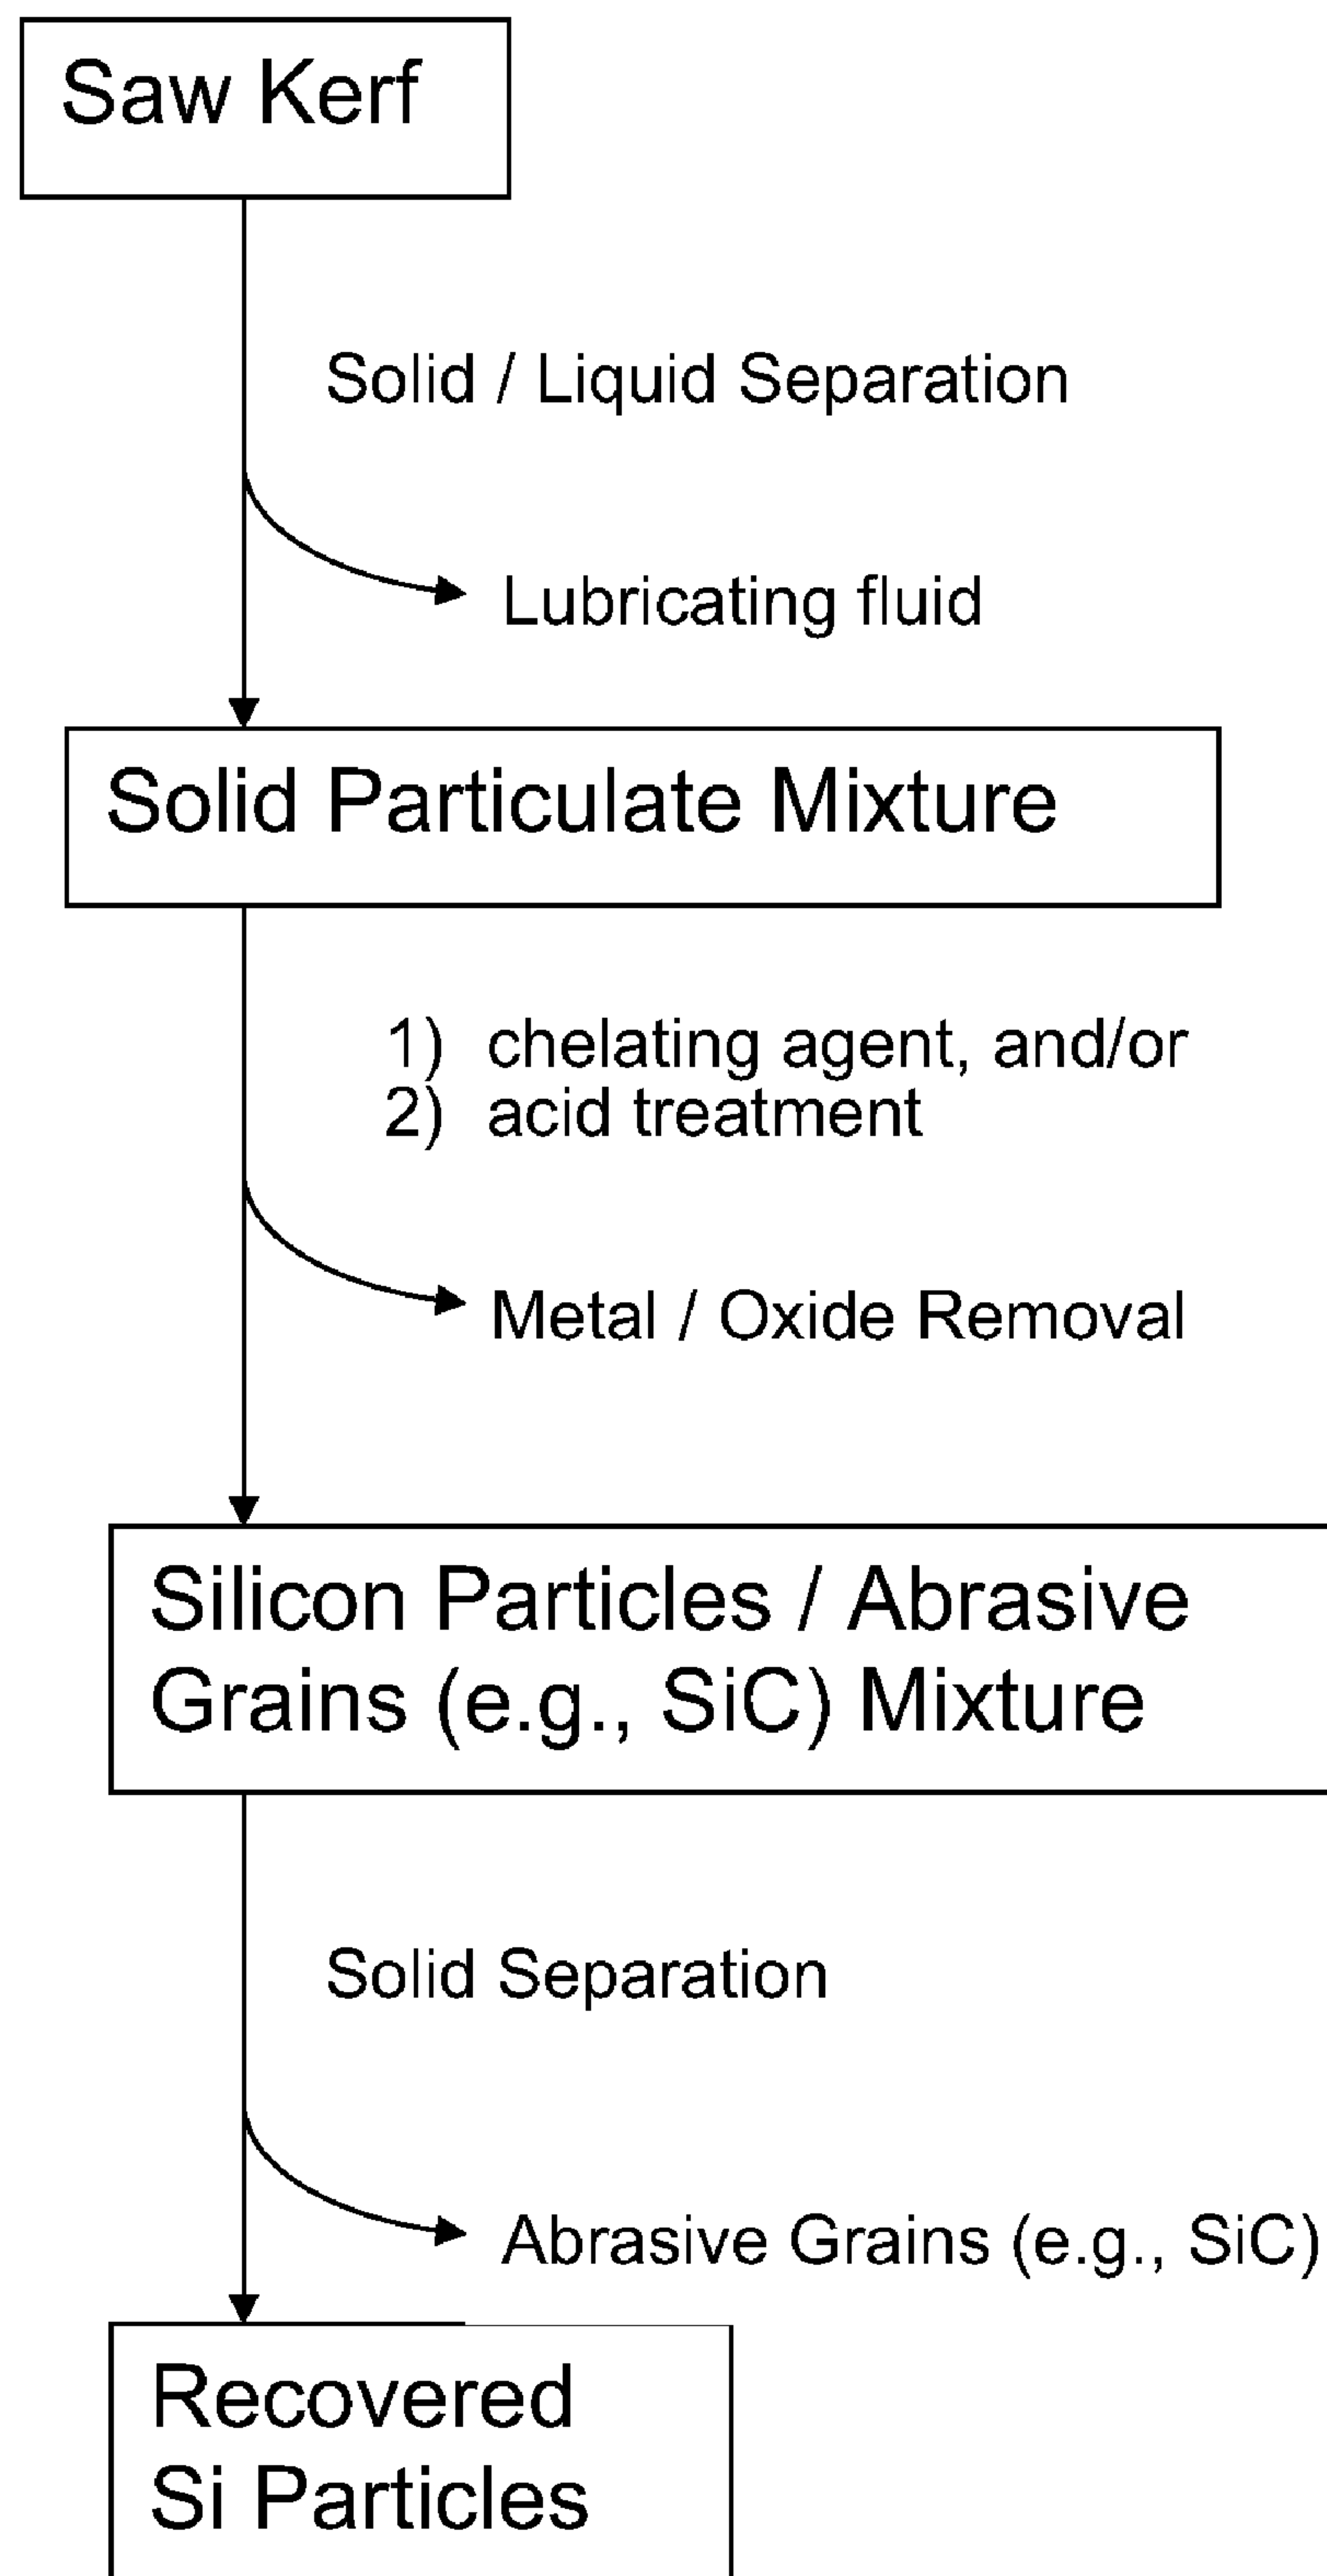 Saw Kerf
Solid / Liquid Separation
Lubricating fluid
Solid Particulate Mixture
1) chelating agent, and/or
2) acid treatment
Metal / Oxide Removal
Silicon Particles / Abrasive
Grains (e.g., SiC) Mixture
Solid Separation
Abrasive Grains (e.g., SiC)
Recovered
Si Particles